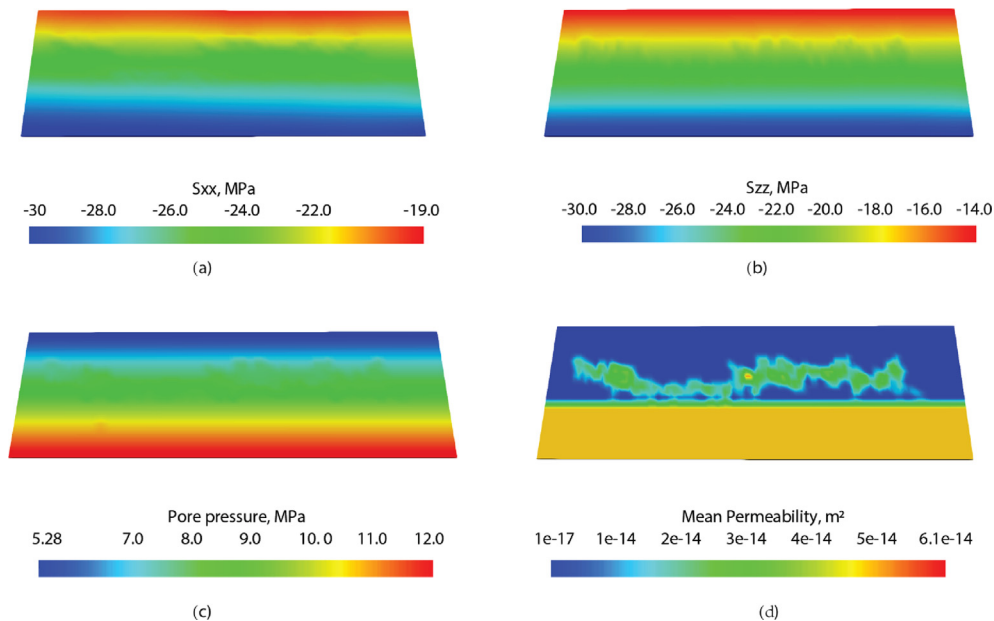 Sxx, MPa
-30 -28.0 -26.0 -24.0 -22.0 -19.0
(a)
Szz, MPa
-30.0 -28.0 -26.0 -24.0 -22.0 -20.0 -18.0 -16.0 -14.0
(b)
Pore pressure, MPa
5.28 7.0 8.0 9.0 10. 0 11.0 12.0
(c)
Mean Permeability, m²
1e-17 1e-14 2e-14 3e-14 4e-14 5e-14 6.1e-14
(d)